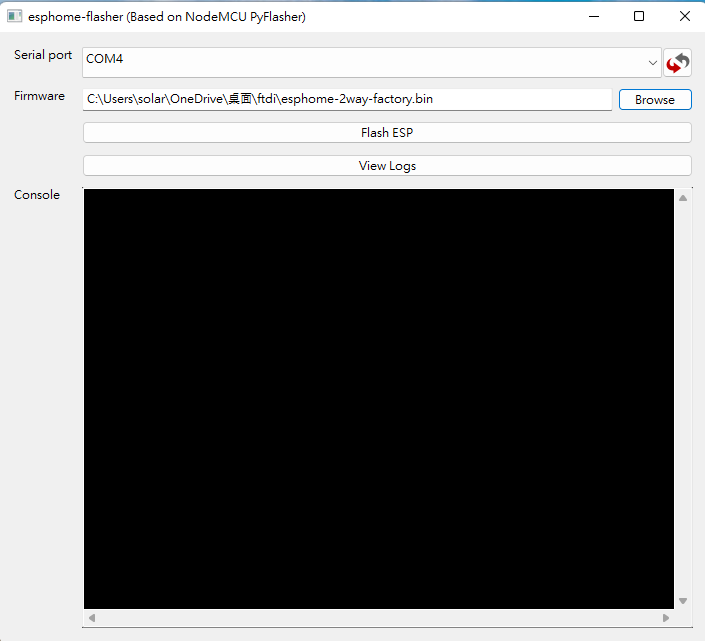 esphome-flasher (Based on NodeMCU PyFlasher)
Serial port COM4
Firmware C:\Users\solar\OneDrive\桌面\ftdi\esphome-2way-factory.bin Browse
Flash ESP
View Logs
Console